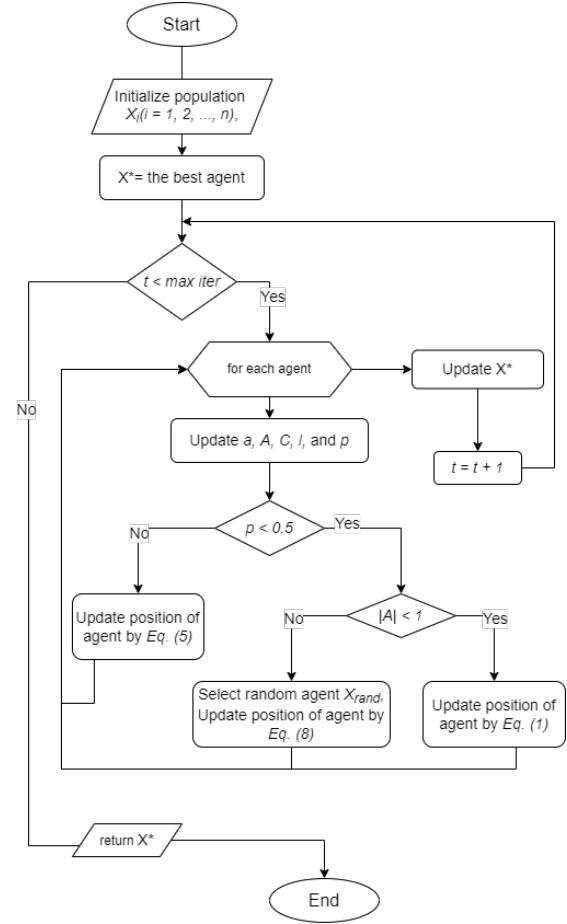 Start
Initialize population
Xi(i = 1, 2, ..., n),
X*= the best agent
t < max iter
Yes
for each agent
Update X*
No
Update a, A, C, l, and p
t = t + 1
p < 0.5
No
Yes
Update position of
agent by Eq. (5)
|A| < 1
No
Yes
Select random agent Xrand,
Update position of agent by
Eq. (8)
Update position of
agent by Eq. (1)
return X*
End